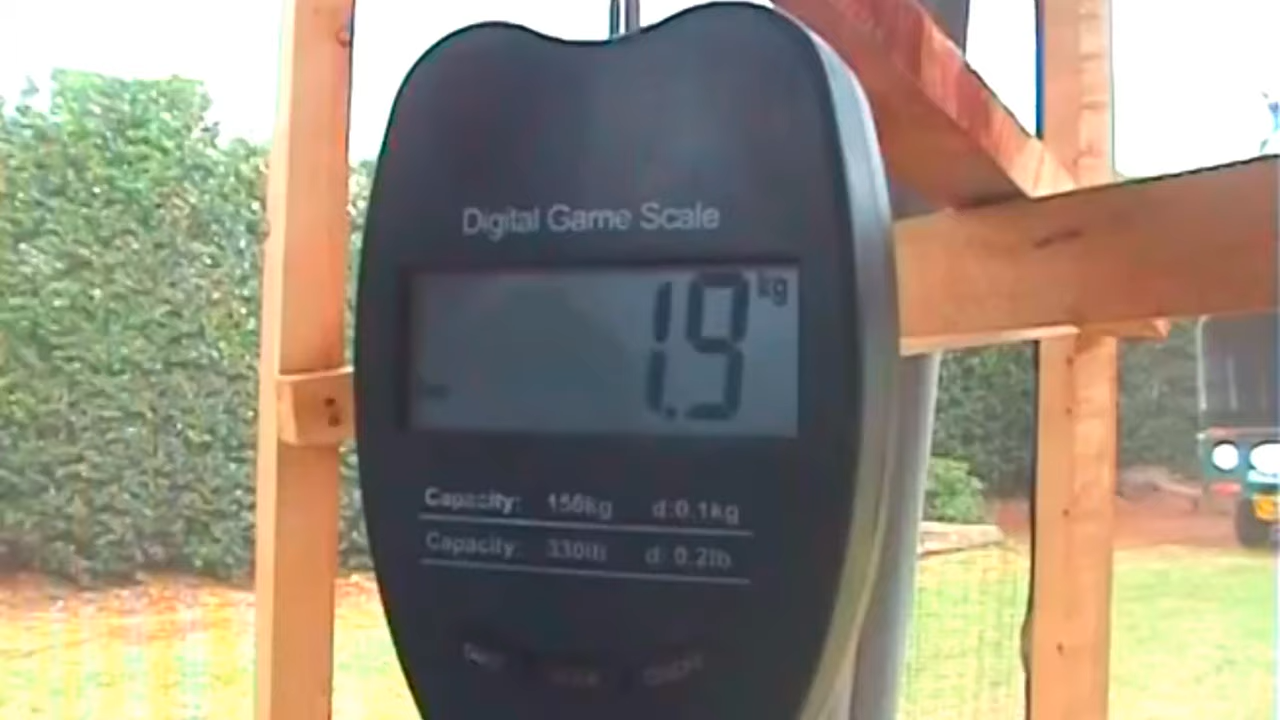 Digital Game Scale
1.9 kg
Capacity: 150kg d:0.1kg
Capacity: 330lb d: 0.2lb